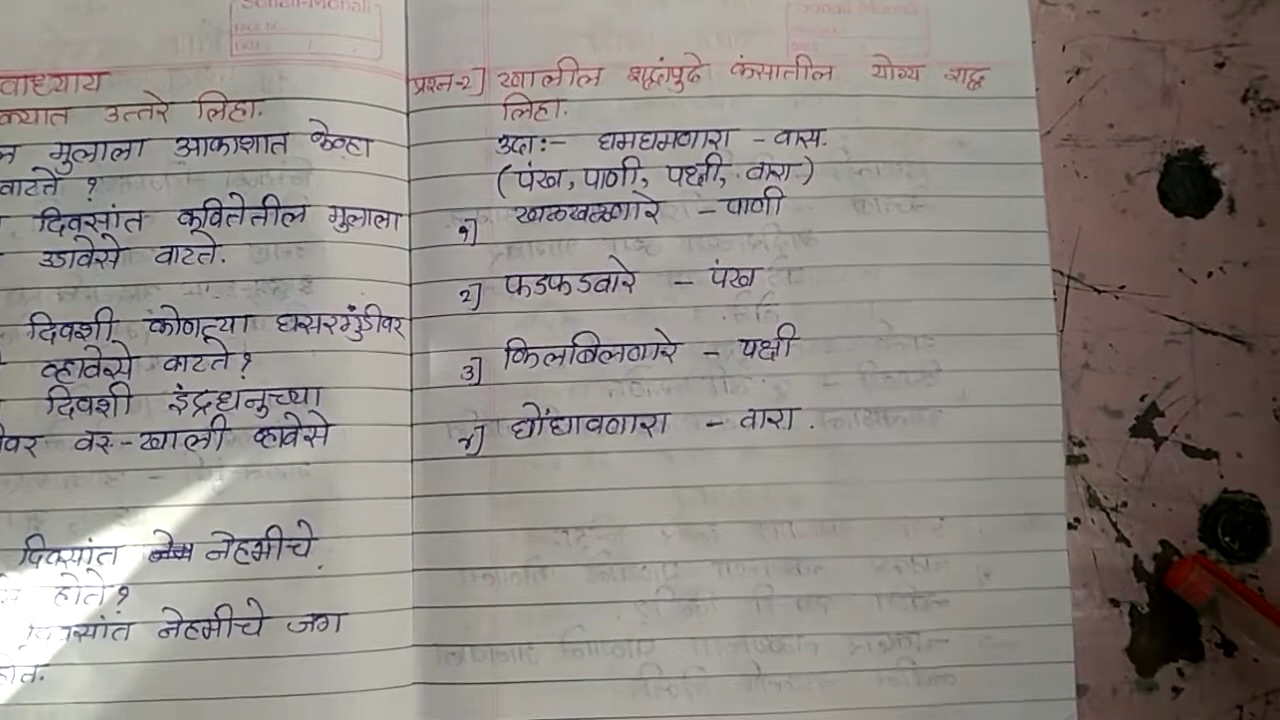 वाध्याय
क्यात उत्तरे लिहा.
मुलाला आकाशात केव्हा
वाटते ?
दिवसांत कवितेतील मुलाला
उडावेसे वाटते.
दिवशी कोणत्या घसरगुंडीवर
व्हावेसे वाटते ?
दिवशी इंद्रधनुच्या
वर वर-खाली व्हावेसे
दिवसांत नेहमीचे
होते ?
दिवसांत नेहमीचे जग
होते.
प्रश्न-२] खालील शब्दांपुढे कंसातील योग्य शब्द
लिहा.
उदा:- घमघमणारा - वास.
(पंख, पाणी, पक्षी, वारा)
१] खळखळणारे - पाणी
२] फडफडवारे - पंख
३] किलबिलणारे - पक्षी
४] घोंघावणारा - वारा.